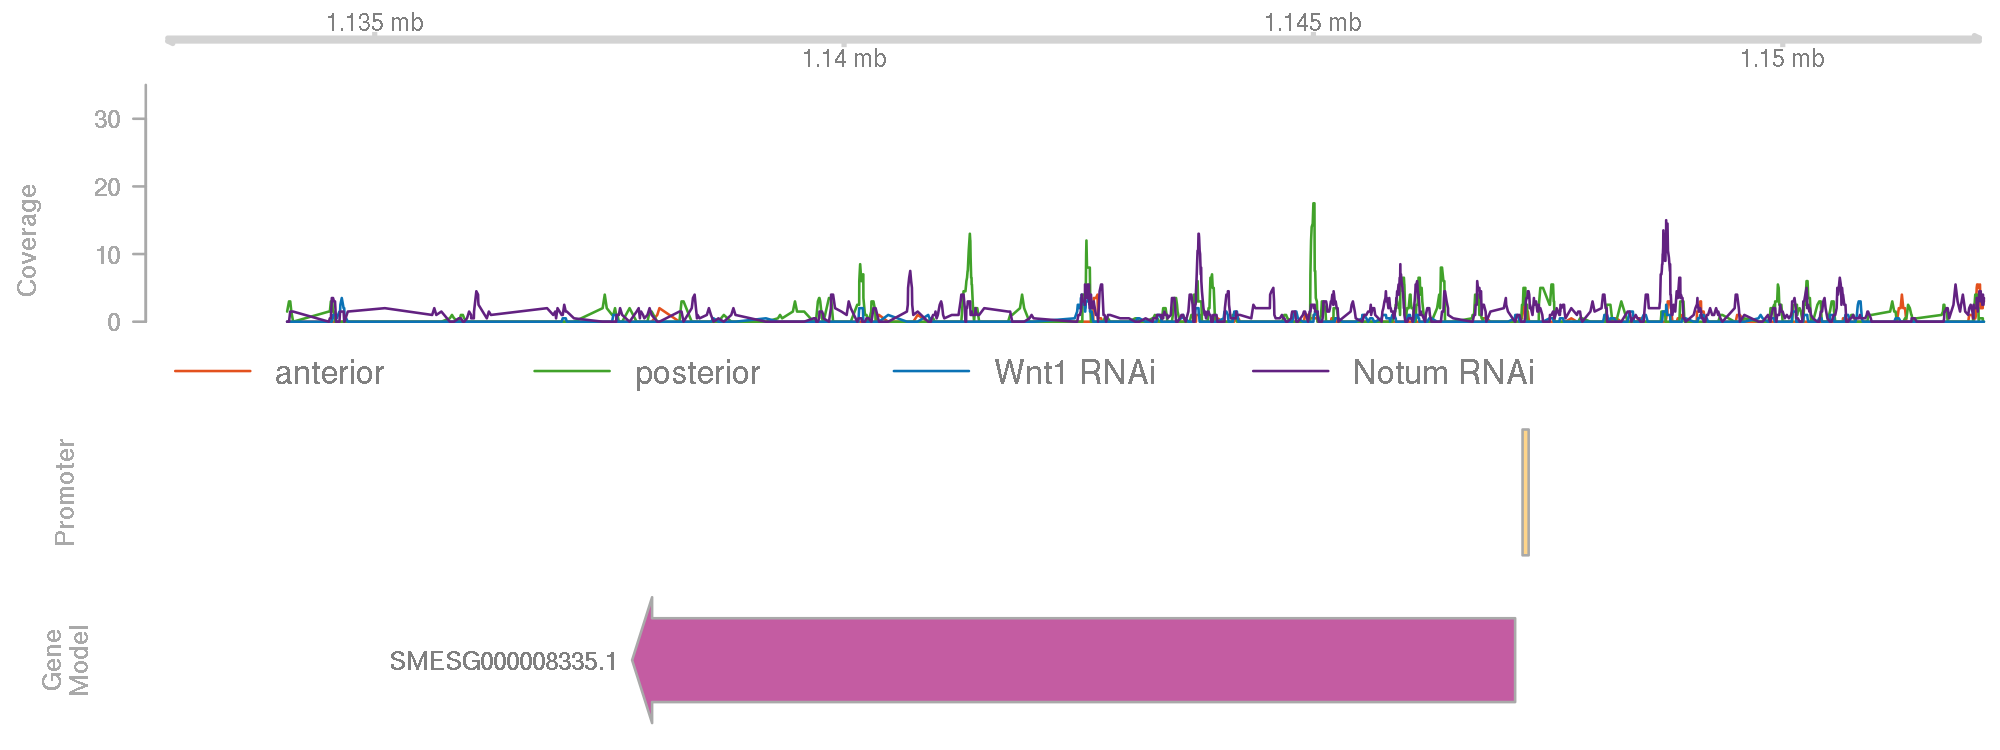 1.135 mb
1.145 mb
1.14 mb
1.15 mb
Coverage
30
20
10
0
anterior
posterior
Wnt1 RNAi
Notum RNAi
Promoter
Gene
Model
SMESG000008335.1